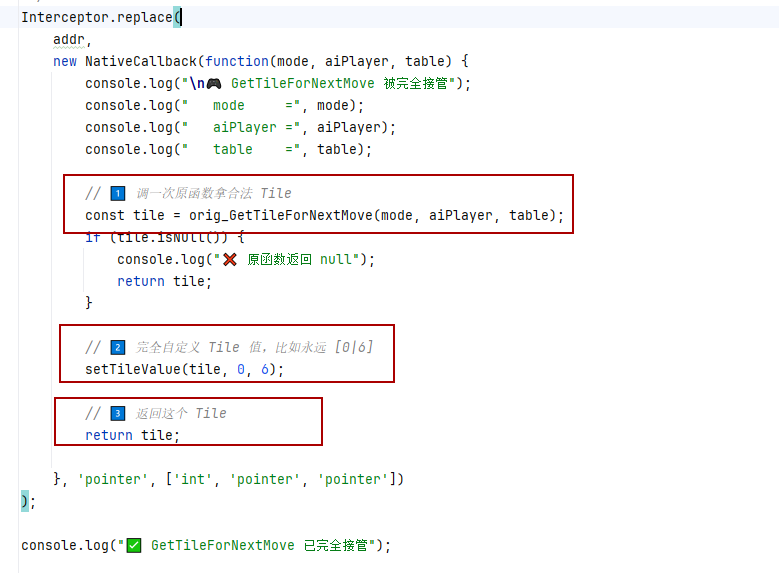 Interceptor.replace(
    addr,
    new NativeCallback(function(mode, aiPlayer, table) {
        console.log("\n🎮 GetTileForNextMove 被完全接管");
        console.log("   mode     =", mode);
        console.log("   aiPlayer =", aiPlayer);
        console.log("   table    =", table);
        // 1️⃣ 调一次原函数拿合法 Tile
        const tile = orig_GetTileForNextMove(mode, aiPlayer, table);
        if (tile.isNull()) {
            console.log("❌ 原函数返回 null");
            return tile;
        }
        // 2️⃣ 完全自定义 Tile 值，比如永远 [0|6]
        setTileValue(tile, 0, 6);
        // 3️⃣ 返回这个 Tile
        return tile;
    }, 'pointer', ['int', 'pointer', 'pointer'])
);
console.log("✅ GetTileForNextMove 已完全接管");